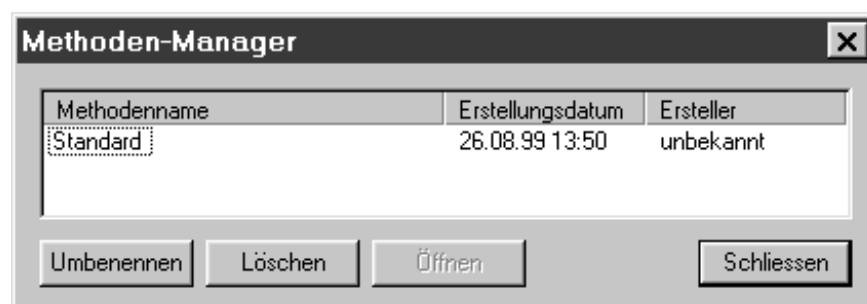 Methoden-Manager
Methodenname Erstellungsdatum Ersteller
Standard 26.08.99 13:50 unbekannt
Umbenennen Löschen Öffnen Schliessen